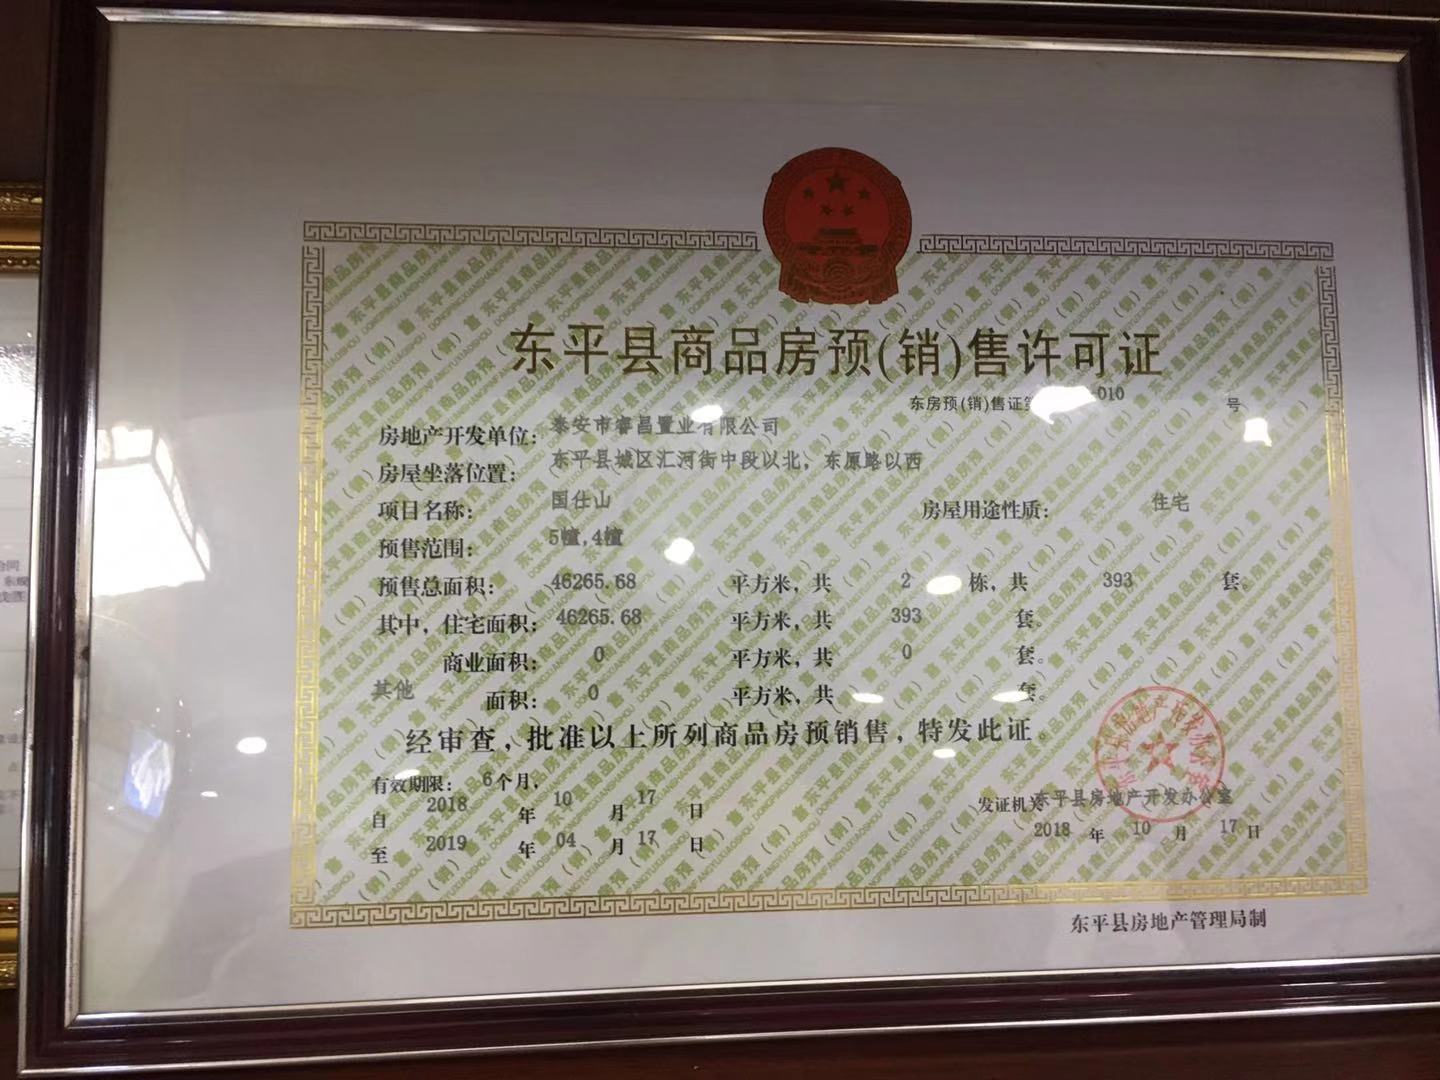 东平县商品房预(销)售许可证
东房预(销)售证第 -010 号
房地产开发单位: 泰安市睿昌置业有限公司
房屋坐落位置: 东平县城区汇河街中段以北, 东原路以西
项目名称: 国仕山 房屋用途性质: 住宅
预售范围: 5幢,4幢
预售总面积: 46265.68 平方米, 共 2 栋, 共 393 套。
其中, 住宅面积: 46265.68 平方米, 共 393 套。
商业面积: 0 平方米, 共 0 套。
其他 面积: 0 平方米, 共 套。
经审查, 批准以上所列商品房预销售, 特发此证。
有效期限: 6个月,
自 2018 年 10 月 17 日
至 2019 年 04 月 17 日
发证机关 东平县房地产开发办公室
2018 年 10 月 17 日
东平县房地产管理局制